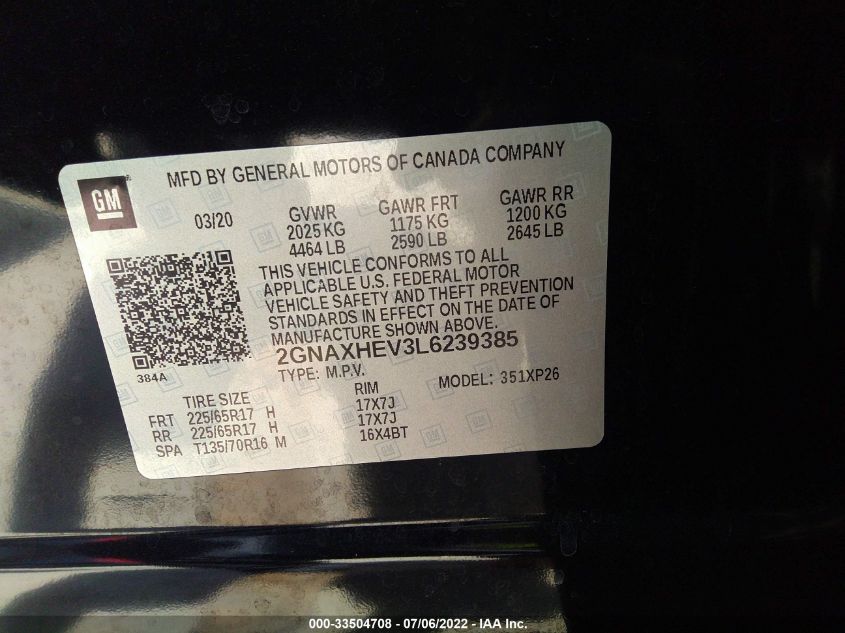 MFD BY GENERAL MOTORS OF CANADA COMPANY
GM
03/20 GVWR GAWR FRT GAWR RR
2025 KG 1175 KG 1200 KG
4464 LB 2590 LB 2645 LB
THIS VEHICLE CONFORMS TO ALL
APPLICABLE U.S. FEDERAL MOTOR
VEHICLE SAFETY AND THEFT PREVENTION
STANDARDS IN EFFECT ON THE DATE OF
MANUFACTURE SHOWN ABOVE.
2GNAXHEV3L6239385
384A
TYPE: M.P.V. MODEL: 351XP26
TIRE SIZE RIM
FRT 225/65R17 H 17X7J
RR 225/65R17 H 17X7J
SPA T135/70R16 M 16X4BT
000-33504708 - 07/06/2022 - IAA Inc.